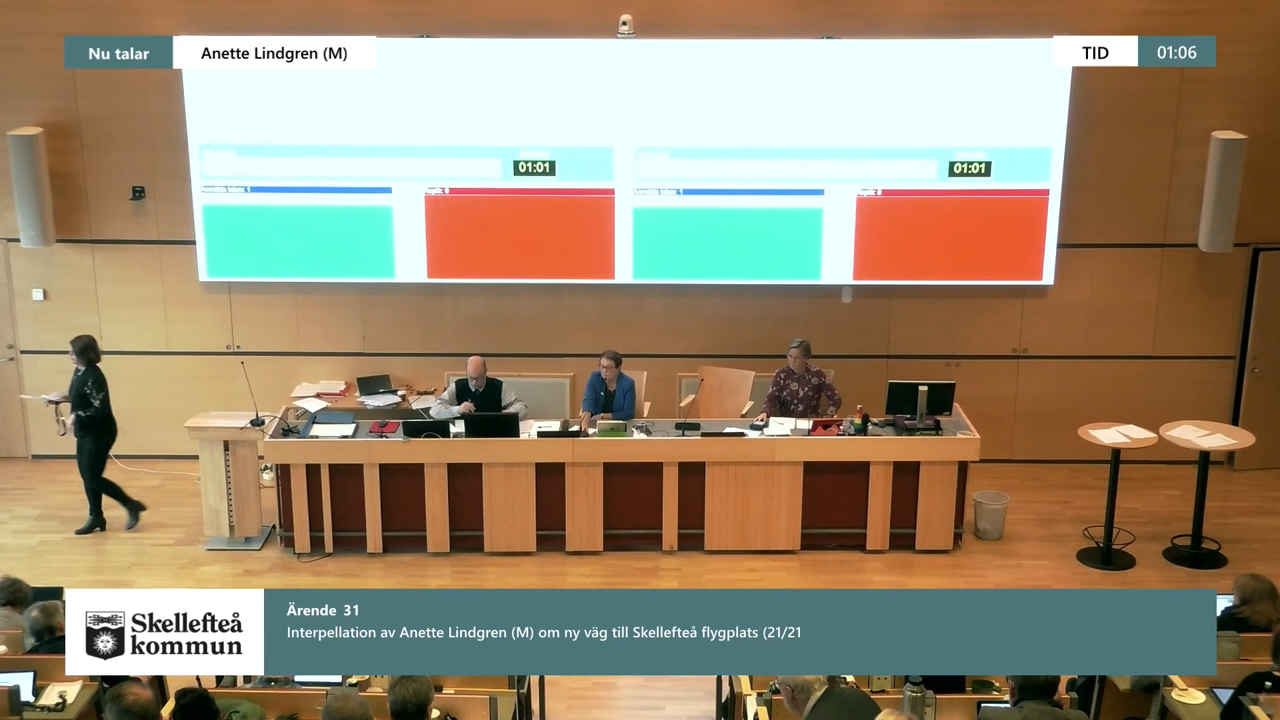 Nu talar
Anette Lindgren (M)
TID
01:06
01:01
01:01
Skellefteå
kommun
Ärende 31
Interpellation av Anette Lindgren (M) om ny väg till Skellefteå flygplats (21/21